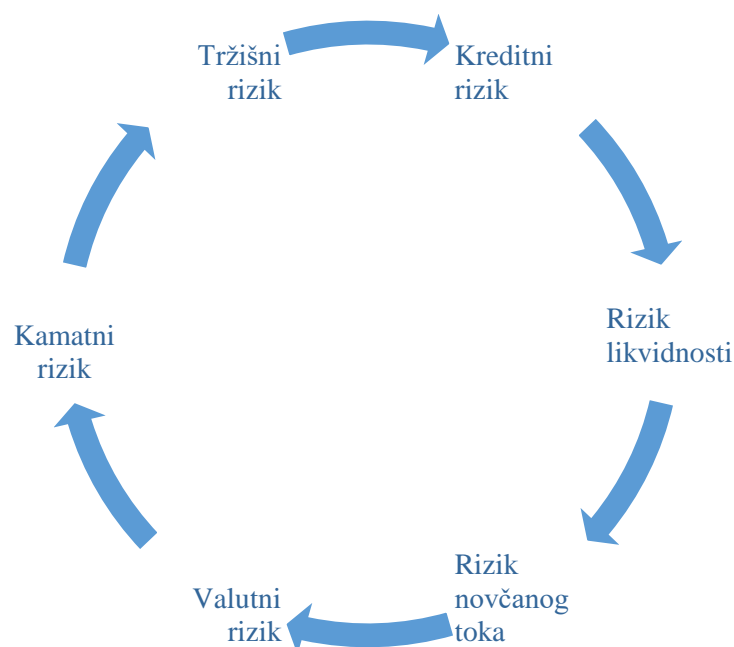 Tržišni
rizik
Kreditni
rizik
Rizik
likvidnosti
Rizik
novčanog
toka
Valutni
rizik
Kamatni
rizik